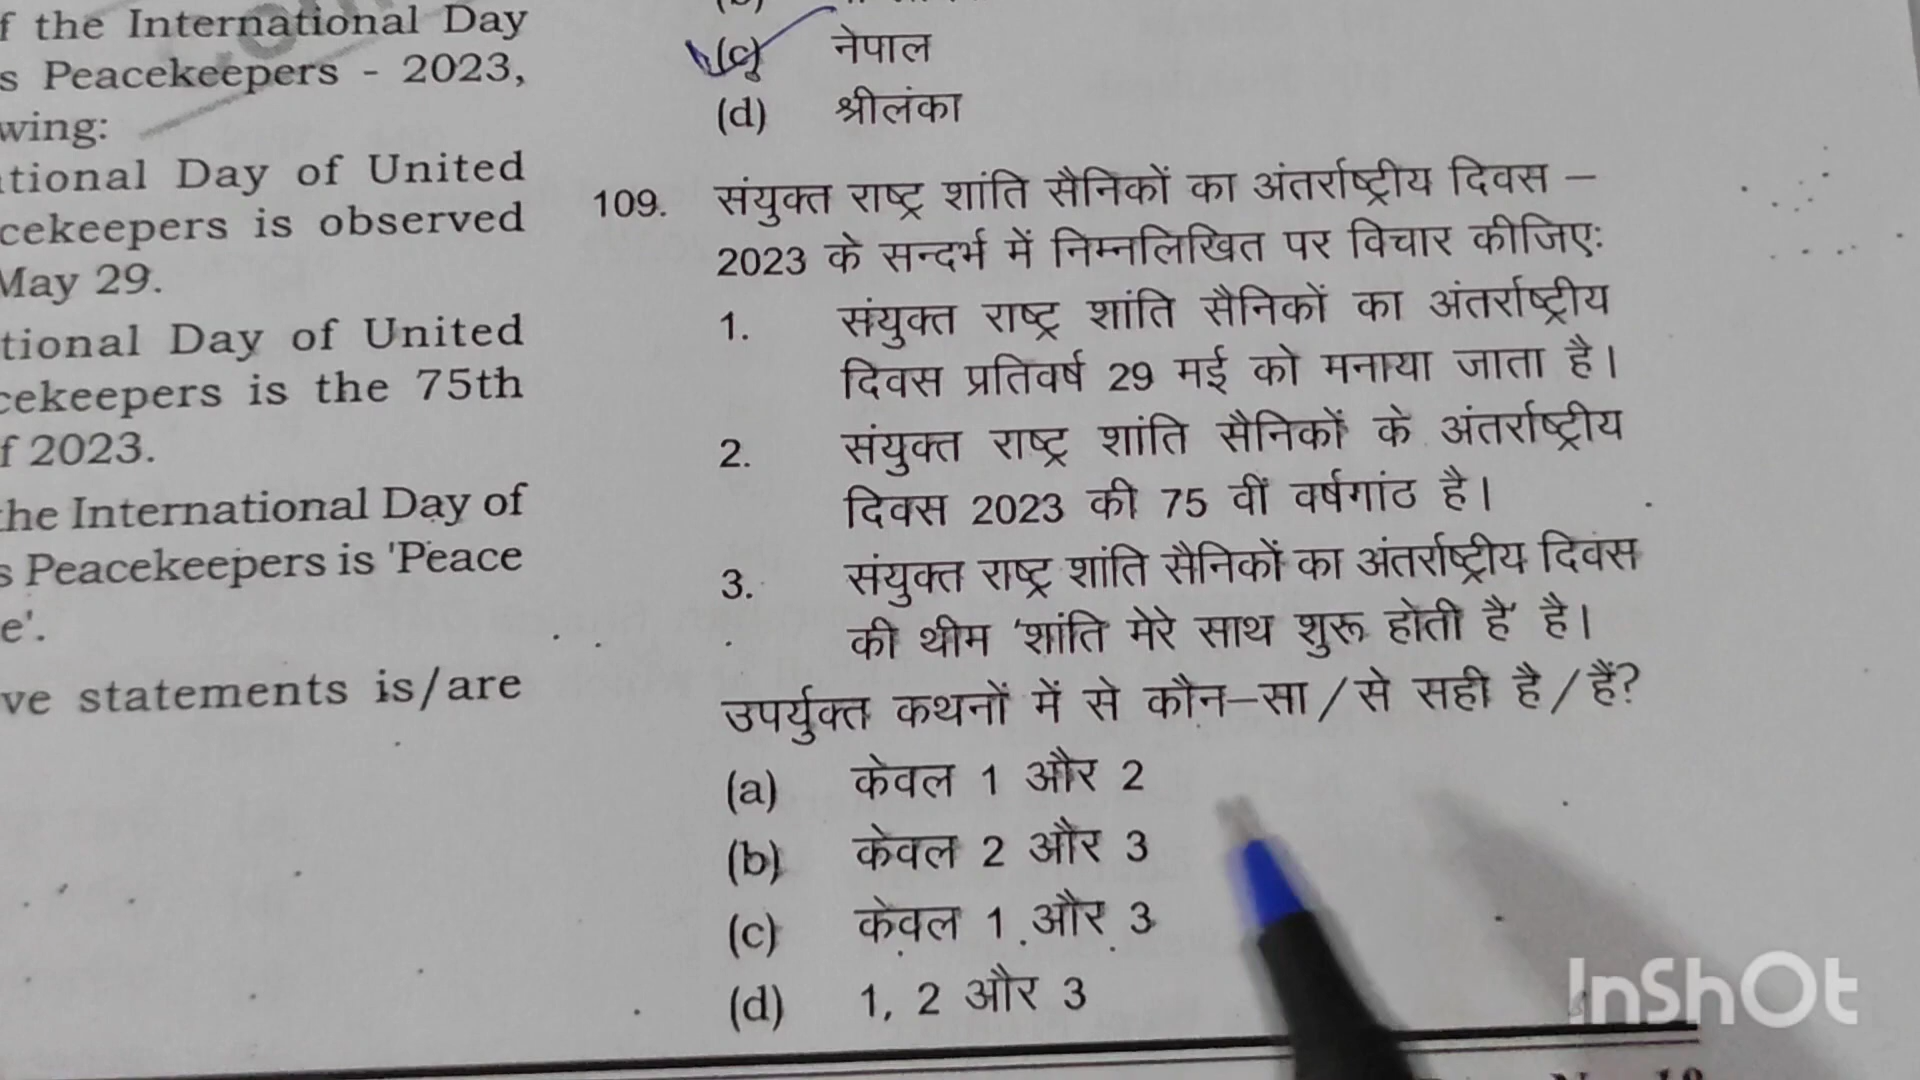 f the International Day
s Peacekeepers - 2023,
wing:
tional Day of United
cekeepers is observed
May 29.
tional Day of United
cekeepers is the 75th
f 2023.
he International Day of
s Peacekeepers is 'Peace
e'.
ve statements is/are
(c) नेपाल
(d) श्रीलंका
109. संयुक्त राष्ट्र शांति सैनिकों का अंतर्राष्ट्रीय दिवस –
2023 के सन्दर्भ में निम्नलिखित पर विचार कीजिए:
1. संयुक्त राष्ट्र शांति सैनिकों का अंतर्राष्ट्रीय
दिवस प्रतिवर्ष 29 मई को मनाया जाता है।
2. संयुक्त राष्ट्र शांति सैनिकों के अंतर्राष्ट्रीय
दिवस 2023 की 75 वीं वर्षगांठ है।
3. संयुक्त राष्ट्र शांति सैनिकों का अंतर्राष्ट्रीय दिवस
की थीम 'शांति मेरे साथ शुरू होती है' है।
उपर्युक्त कथनों में से कौन–सा/से सही है/हैं?
(a) केवल 1 और 2
(b) केवल 2 और 3
(c) केवल 1 और 3
(d) 1, 2 और 3
InShOt